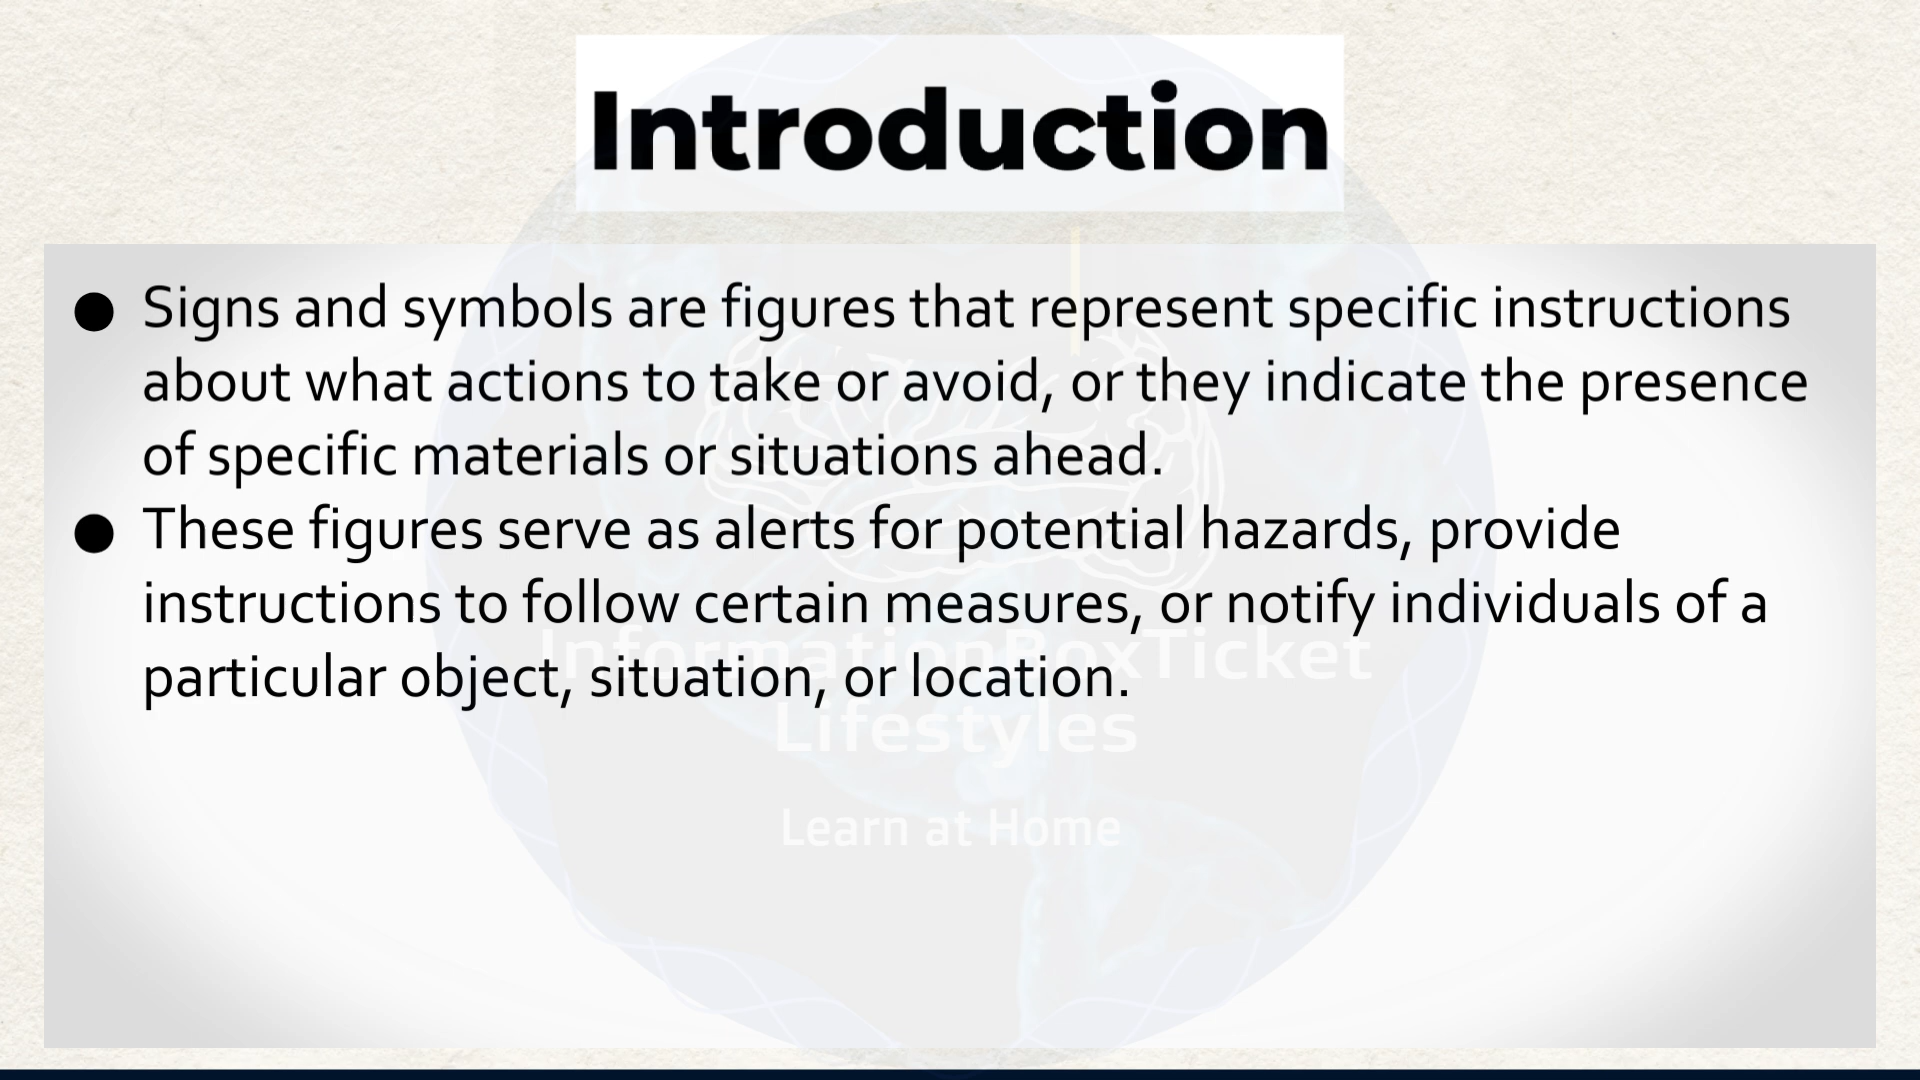 Introduction
● Signs and symbols are figures that represent specific instructions
about what actions to take or avoid, or they indicate the presence
of specific materials or situations ahead.
● These figures serve as alerts for potential hazards, provide
instructions to follow certain measures, or notify individuals of a
particular object, situation, or location.
InformationBoxTicket
Lifestyles
Learn at Home